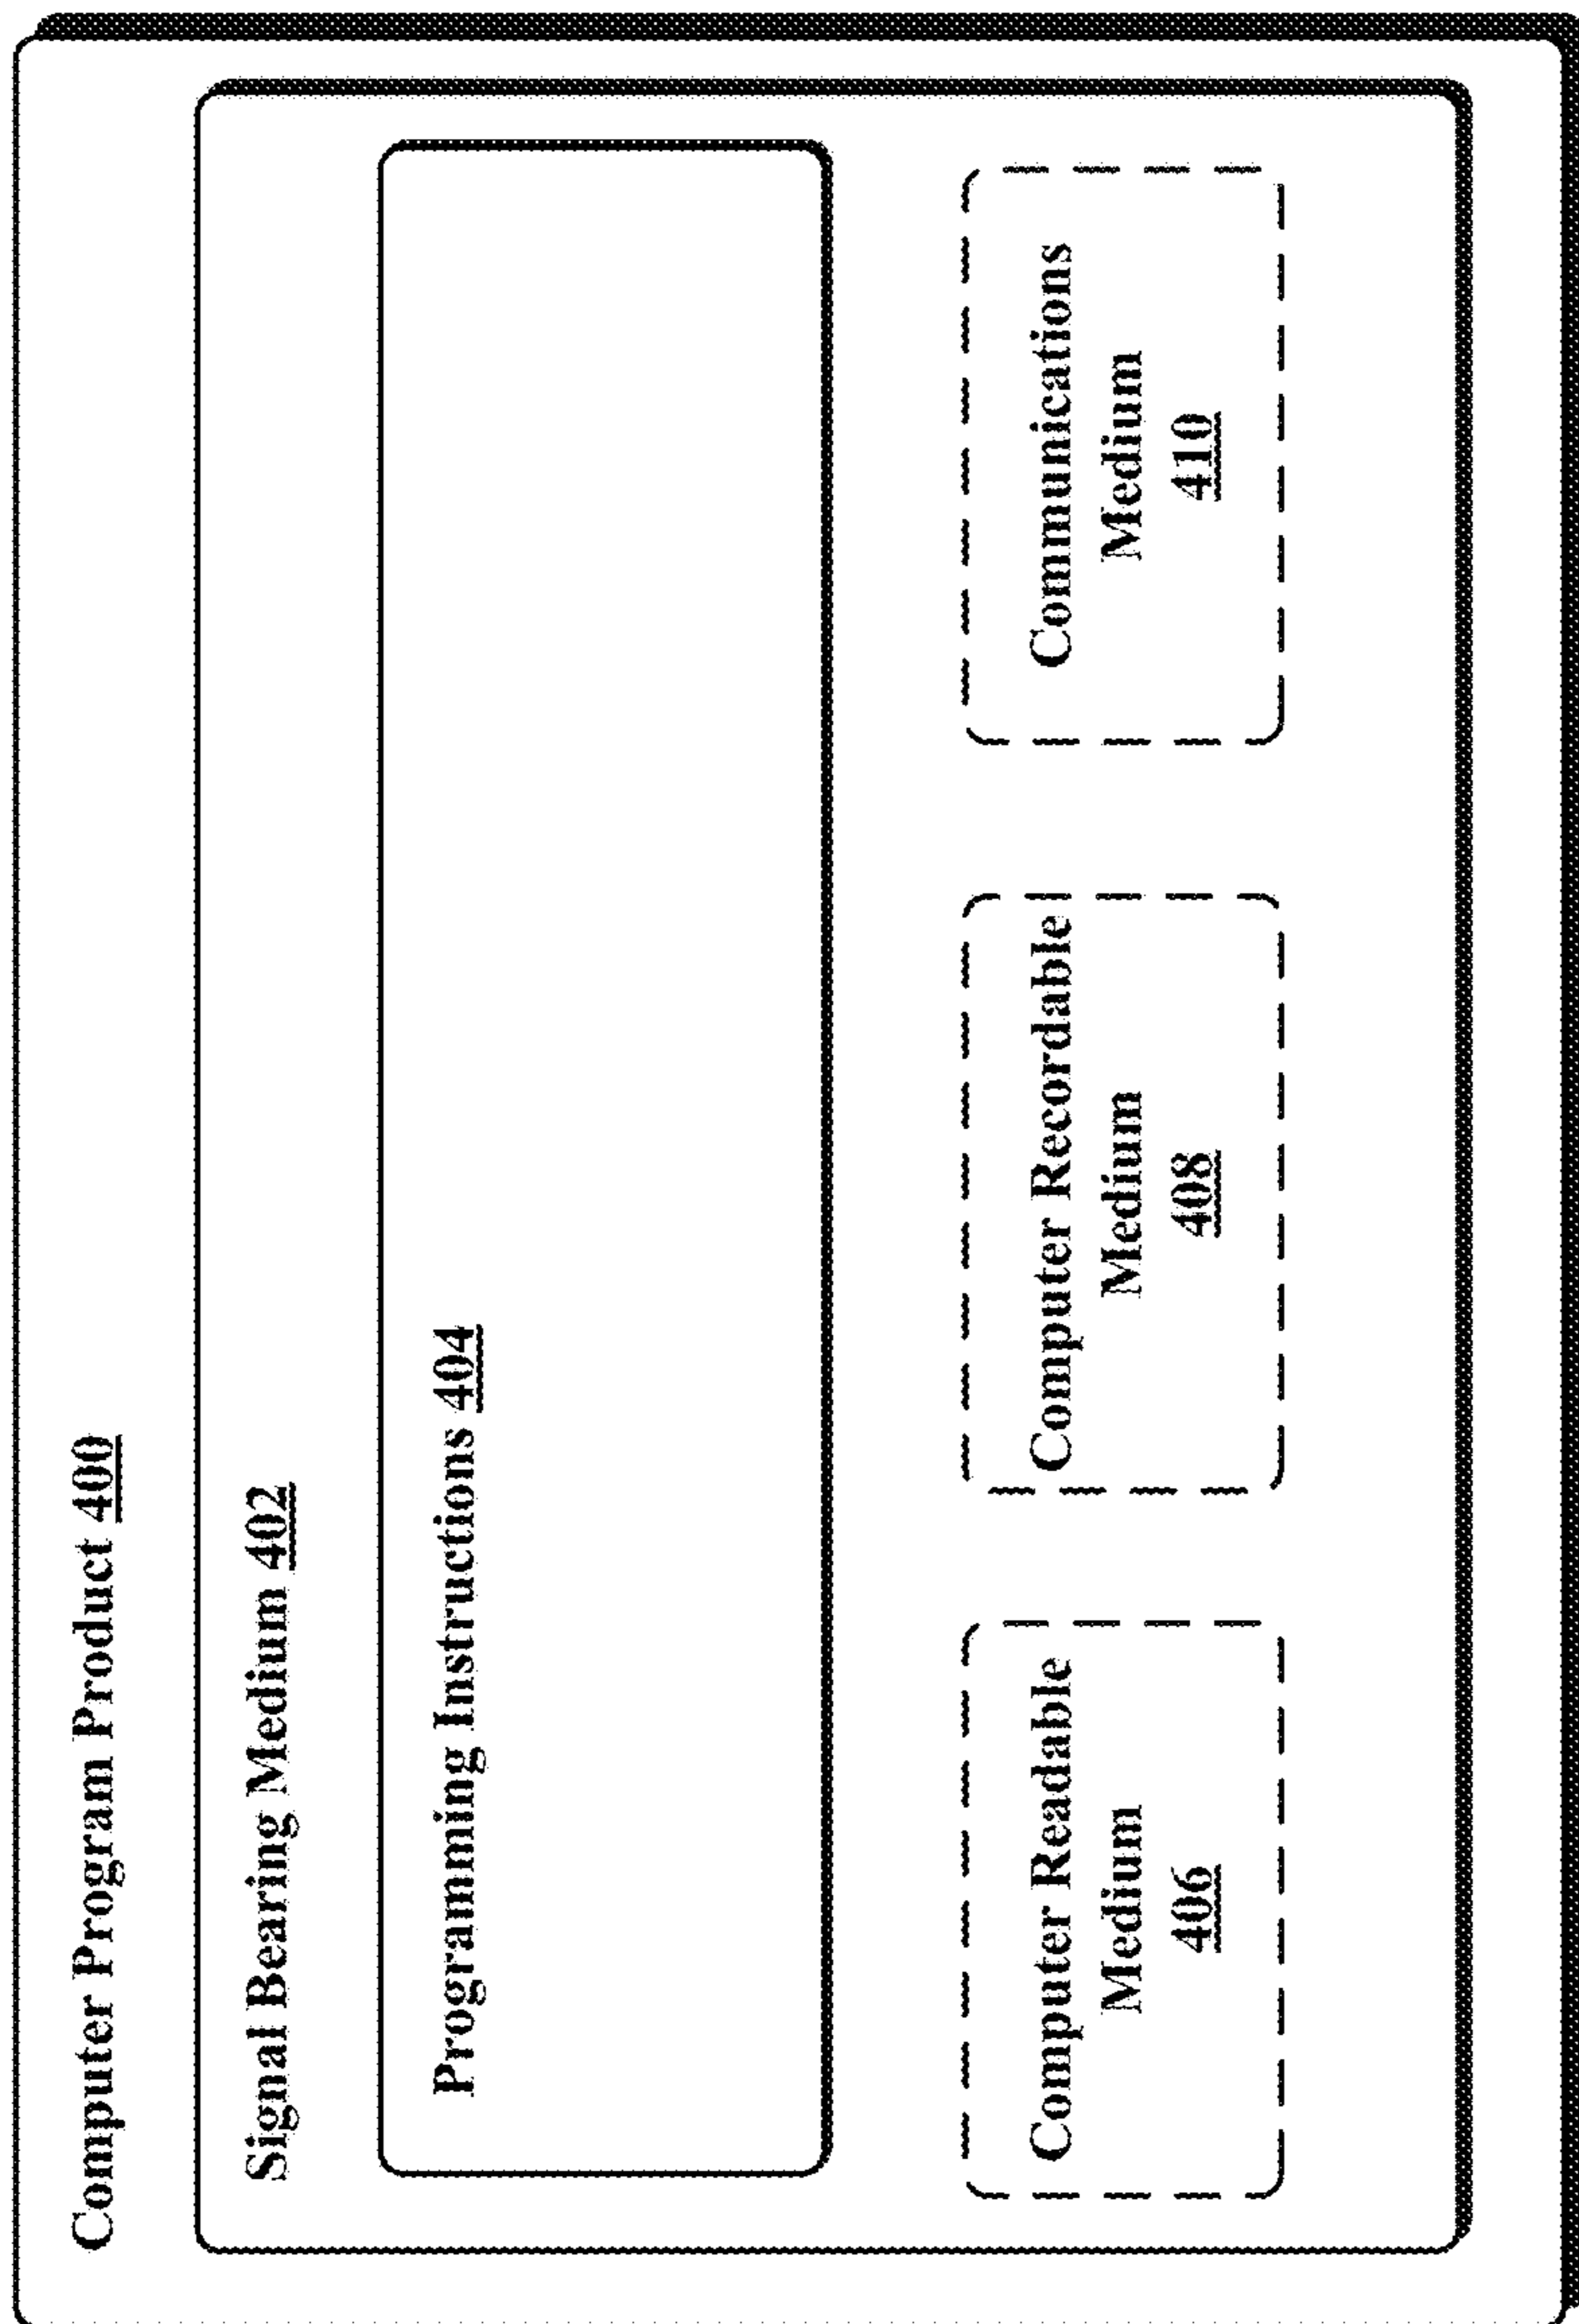 Computer Program Product 400
Signal Bearing Medium 402
Programming Instructions 404
Computer Readable
Medium
406
Computer Recordable
Medium
408
Communications
Medium
410